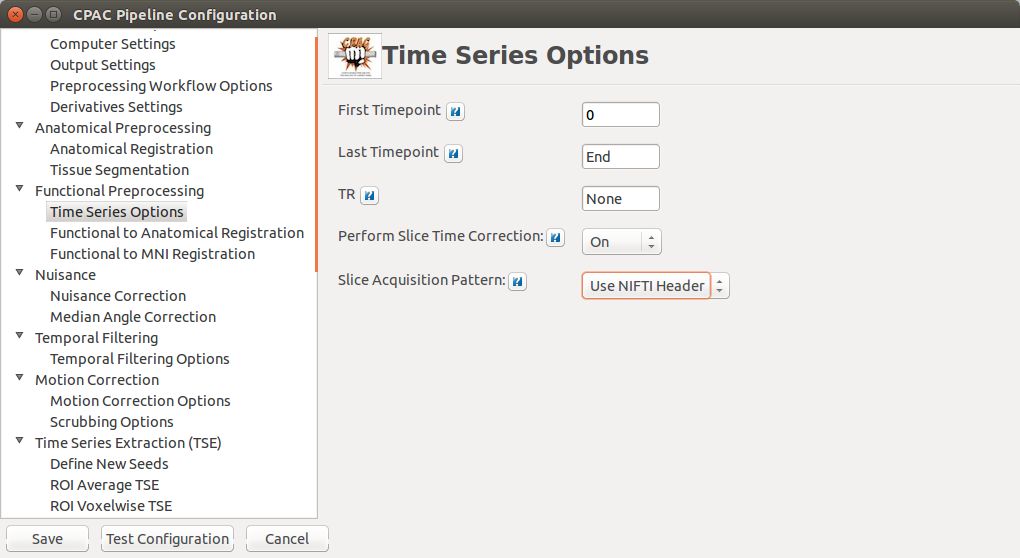 CPAC Pipeline Configuration
Computer Settings
Output Settings
Preprocessing Workflow Options
Derivatives Settings
Anatomical Preprocessing
Anatomical Registration
Tissue Segmentation
Functional Preprocessing
Time Series Options
Functional to Anatomical Registration
Functional to MNI Registration
Nuisance
Nuisance Correction
Median Angle Correction
Temporal Filtering
Temporal Filtering Options
Motion Correction
Motion Correction Options
Scrubbing Options
Time Series Extraction (TSE)
Define New Seeds
ROI Average TSE
ROI Voxelwise TSE
CPAC
Time Series Options
First Timepoint ? 0
Last Timepoint ? End
TR ? None
Perform Slice Time Correction: ? On
Slice Acquisition Pattern: ? Use NIFTI Header
Save Test Configuration Cancel